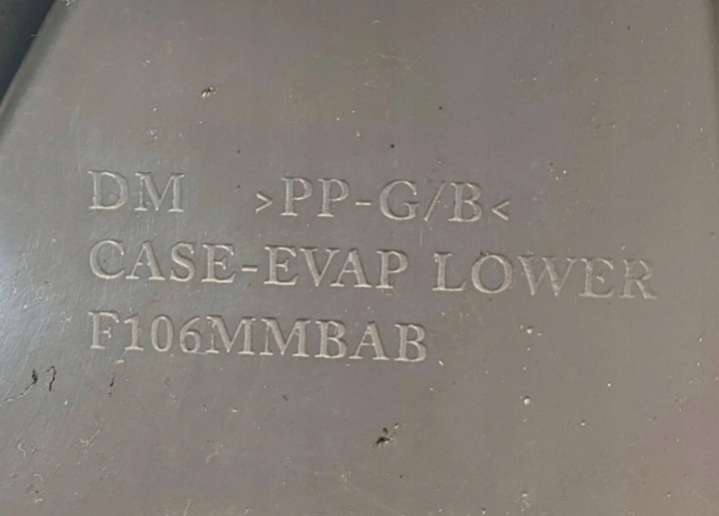 DM >PP-G/B<
CASE-EVAP LOWER
F106MMBAB